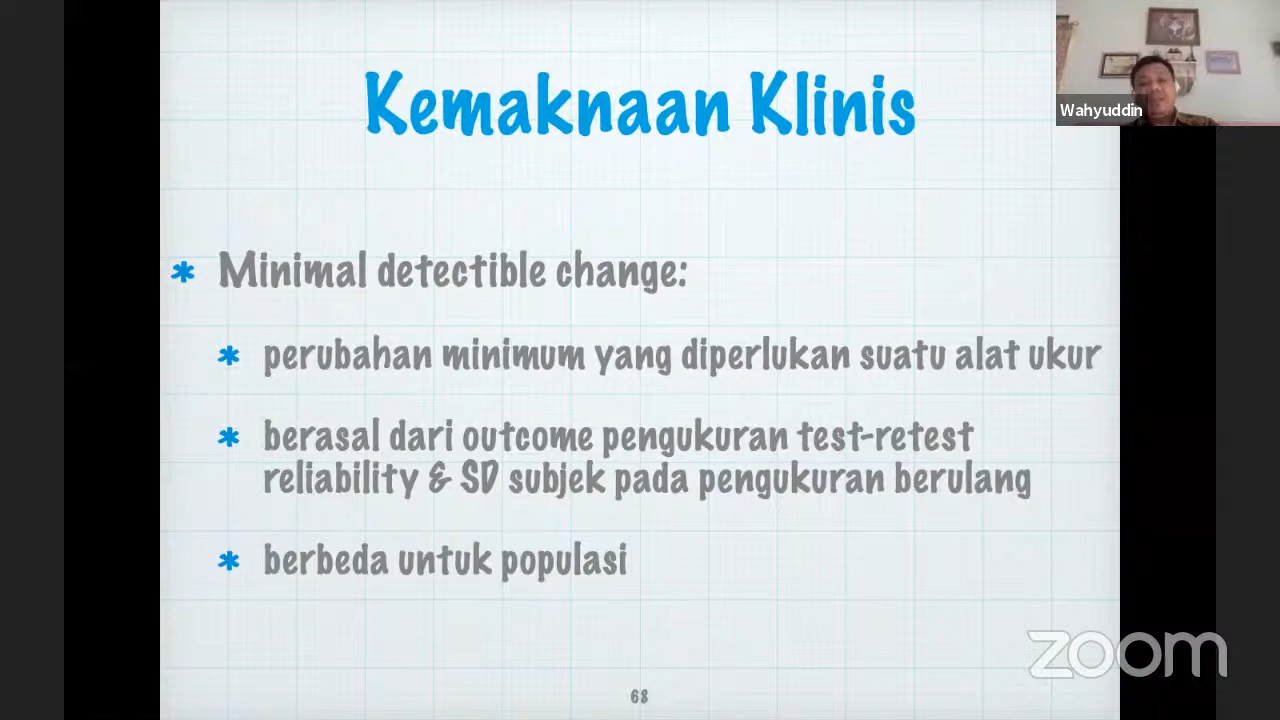 Kemaknaan Klinis
Wahyuddin
* Minimal detectible change:
* perubahan minimum yang diperlukan suatu alat ukur
* berasal dari outcome pengukuran test-retest
reliability & SD subjek pada pengukuran berulang
* berbeda untuk populasi
zoom
68